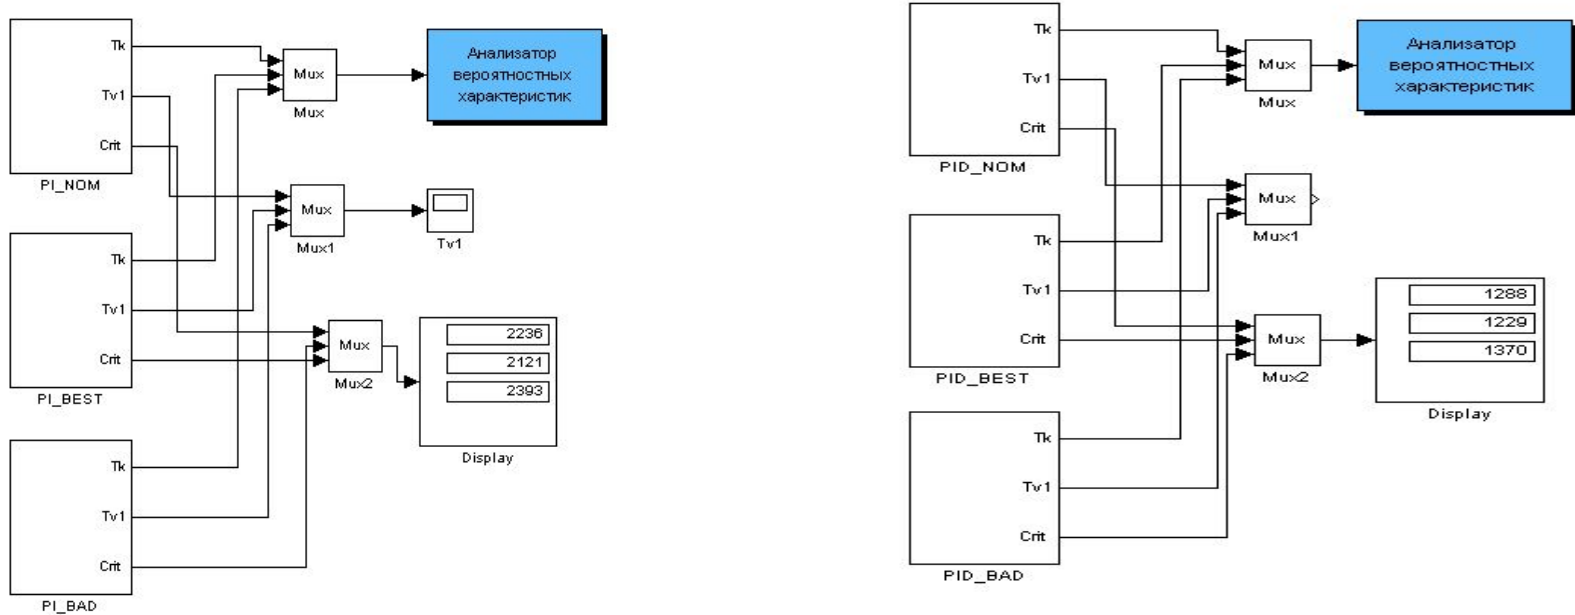 Tk
Tv1
Crit
PI_NOM
Mux
Mux
Анализатор
вероятностных
характеристик
Mux
Mux1
Tv1
Tk
Tv1
Crit
PI_BEST
Mux
Mux2
2236
2121
2393
Display
Tk
Tv1
Crit
PI_BAD
Tk
Tv1
Crit
PID_NOM
Mux
Mux
Анализатор
вероятностных
характеристик
Mux
Mux1
Tk
Tv1
Crit
PID_BEST
Mux
Mux2
1288
1229
1370
Display
Tk
Tv1
Crit
PID_BAD